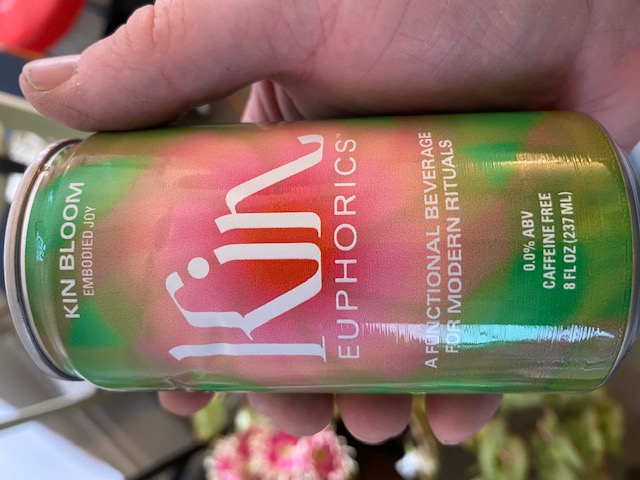 KIN BLOOM
EMBODIED JOY
Kin
EUPHORICS™
A FUNCTIONAL BEVERAGE
FOR MODERN RITUALS
0.0% ABV
CAFFEINE FREE
8 FL OZ (237 ML)